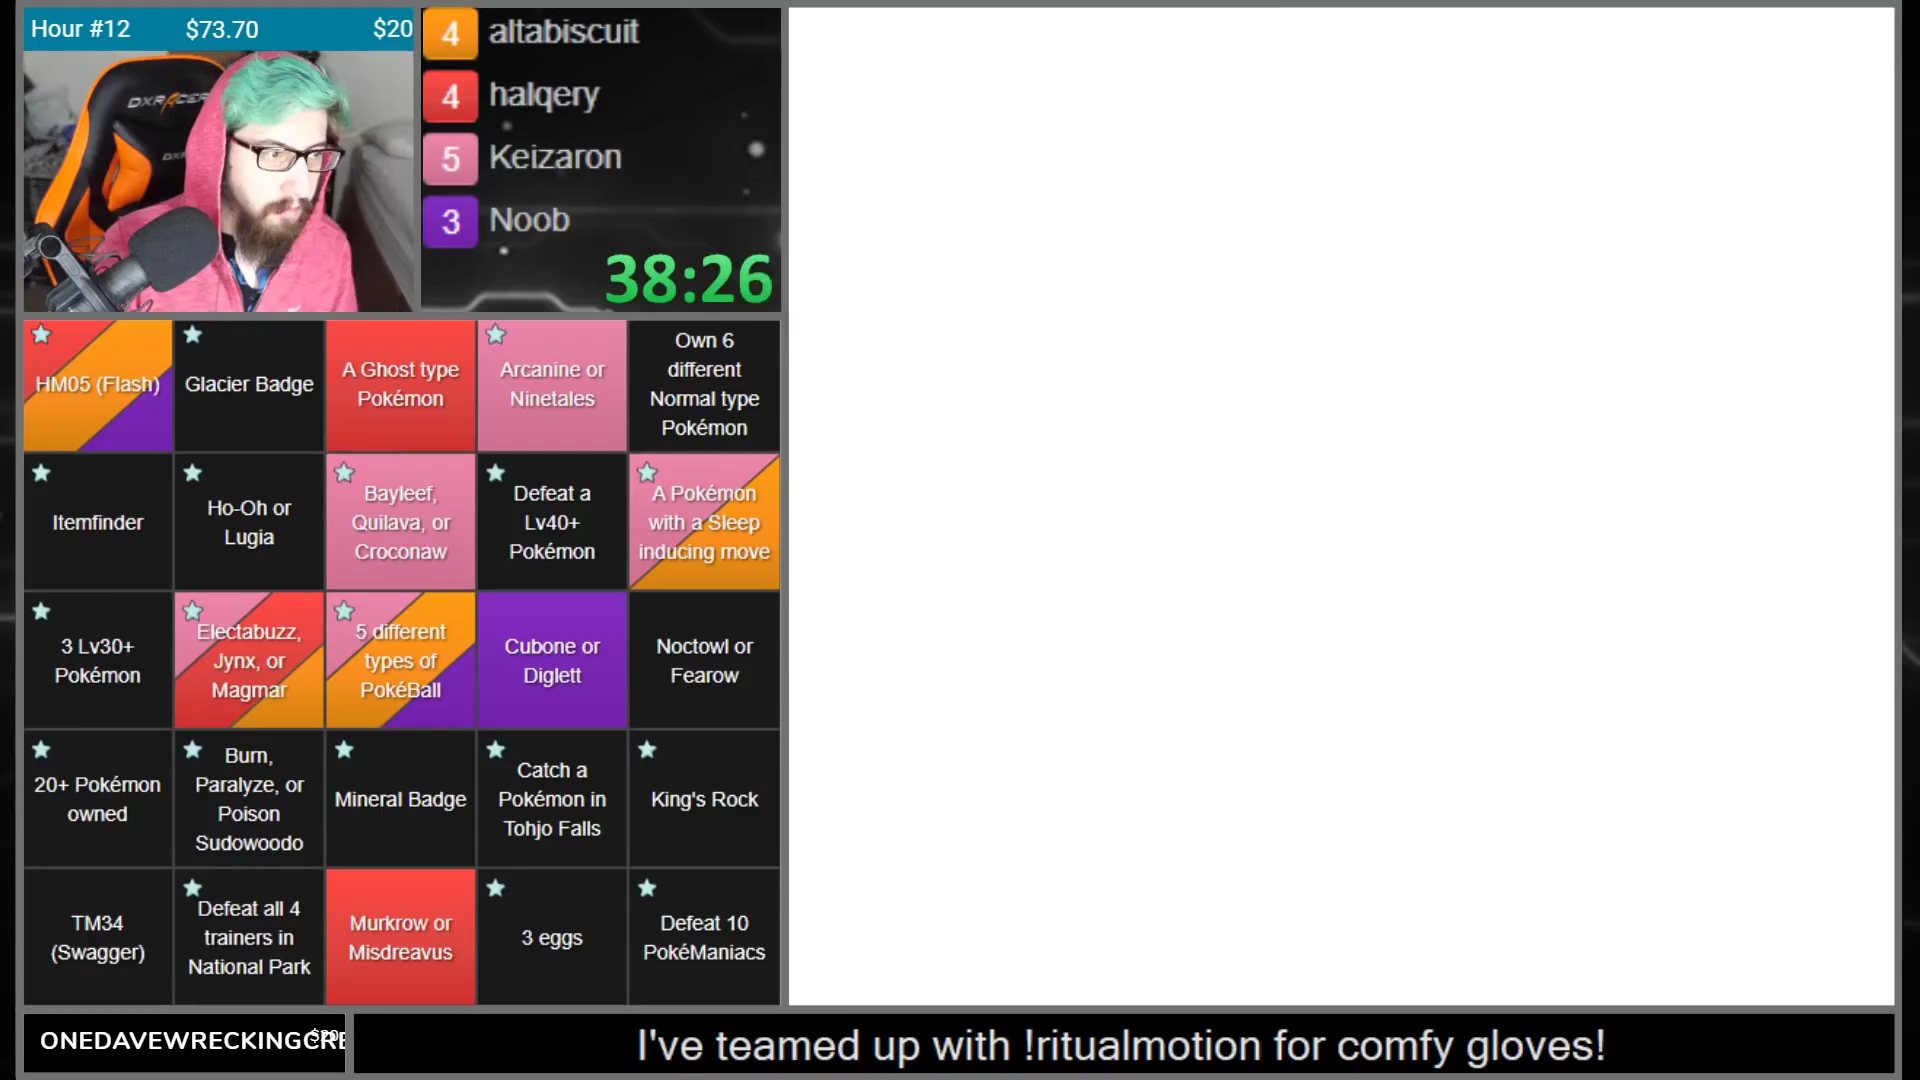 Hour #12 $73.70 $20
DXRACER
4 altabiscuit
4 halqery
5 Keizaron
3 Noob
38:26
HM05 (Flash)
Glacier Badge
A Ghost type
Pokémon
Arcanine or
Ninetales
Own 6
different
Normal type
Pokémon
Itemfinder
Ho-Oh or
Lugia
Bayleef,
Quilava, or
Croconaw
Defeat a
Lv40+
Pokémon
A Pokémon
with a Sleep
inducing move
3 Lv30+
Pokémon
Electabuzz,
Jynx, or
Magmar
5 different
types of
PokéBall
Cubone or
Diglett
Noctowl or
Fearow
20+ Pokémon
owned
Burn,
Paralyze, or
Poison
Sudowoodo
Mineral Badge
Catch a
Pokémon in
Tohjo Falls
King's Rock
TM34
(Swagger)
Defeat all 4
trainers in
National Park
Murkrow or
Misdreavus
3 eggs
Defeat 10
PokéManiacs
ONEDAVEWRECKINGCRE
$20
I've teamed up with !ritualmotion for comfy gloves!